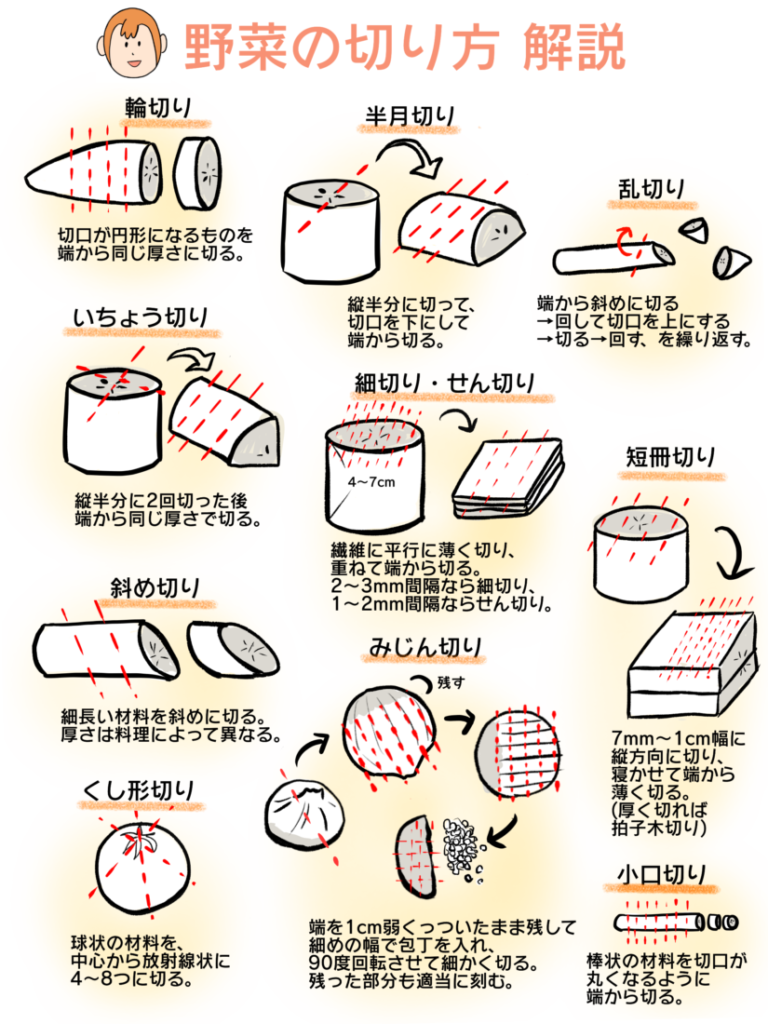 野菜の切り方 解説
輪切り
切口が円形になるものを
端から同じ厚さに切る。
半月切り
縦半分に切って、
切口を下にして
端から切る。
乱切り
端から斜めに切る
→回して切口を上にする
→切る→回す、を繰り返す。
いちょう切り
縦半分に2回切った後
端から同じ厚さで切る。
細切り・せん切り
4〜7cm
繊維に平行に薄く切り、
重ねて端から切る。
2〜3mm間隔なら細切り、
1〜2mm間隔ならせん切り。
短冊切り
7mm〜1cm幅に
縦方向に切り、
寝かせて端から
薄く切る。
(厚く切れば
拍子木切り)
斜め切り
細長い材料を斜めに切る。
厚さは料理によって異なる。
みじん切り
残す
端を1cm弱くっついたまま残して
細めの幅で包丁を入れ、
90度回転させて細かく切る。
残った部分も適当に刻む。
くし形切り
球状の材料を、
中心から放射線状に
4〜8つに切る。
小口切り
棒状の材料を切口が
丸くなるように
端から切る。